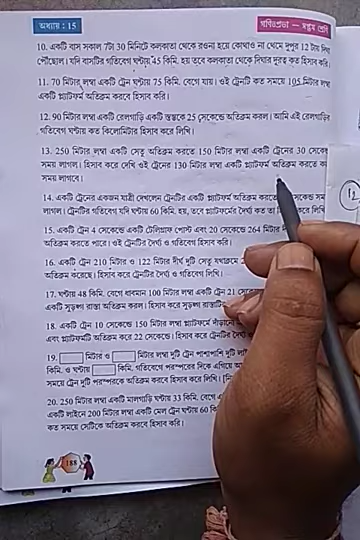 অধ্যায় : 15
গণিতপ্রভা – সপ্তম শ্রেণি
10. একটি বাস সকাল 7টা 30 মিনিটে কলকাতা থেকে রওনা হয়ে কোথাও না থেমে দুপুর 12 টায় দিঘা
পৌঁছোল। যদি বাসটির গতিবেগ ঘণ্টায় 45 কিমি. হয় তবে কলকাতা থেকে দিঘার দূরত্ব কত হিসাব করি।
11. 70 মিটার লম্বা একটি ট্রেন ঘণ্টায় 75 কিমি. বেগে যায়। ওই ট্রেনটি কত সময়ে 105 মিটার লম্বা
একটি প্ল্যাটফর্ম অতিক্রম করবে হিসাব করি।
12. 90 মিটার লম্বা একটি রেলগাড়ি একটি স্তম্ভকে 25 সেকেন্ডে অতিক্রম করল। আমি এই রেলগাড়ির
গতিবেগ ঘণ্টায় কত কিলোমিটার হিসাব করে লিখি।
13. 250 মিটার লম্বা একটি সেতু অতিক্রম করতে 150 মিটার লম্বা একটি ট্রেনের 30 সেকেন্ড
সময় লাগল। হিসাব করে দেখি ওই ট্রেনের 130 মিটার লম্বা একটি প্ল্যাটফর্ম অতিক্রম করতে
সময় লাগবে।
14. একটি ট্রেনের একজন যাত্রী দেখলেন ট্রেনটির একটি প্ল্যাটফর্ম অতিক্রম করতে
লাগল। ট্রেনটির গতিবেগ যদি ঘণ্টায় 60 কিমি. হয়, তবে প্ল্যাটফর্মের দৈর্ঘ্য কত তা
15. একটি ট্রেন 4 সেকেন্ডে একটি টেলিগ্রাফ পোস্ট এবং 20 সেকেন্ডে 264 মিটার
অতিক্রম করতে পারে। ওই ট্রেনটির দৈর্ঘ্য ও গতিবেগ হিসাব করি।
16. একটি ট্রেন 210 মিটার ও 122 মিটার দীর্ঘ দুটি সেতু যথাক্রমে
অতিক্রম করেছে। হিসাব করে ট্রেনটির দৈর্ঘ্য ও গতিবেগ লিখি।
17. ঘণ্টায় 48 কিমি. বেগে ধাবমান 100 মিটার লম্বা একটি ট্রেন 21
একটি সুড়ঙ্গ রাস্তা অতিক্রম করল। হিসাব করে সুড়ঙ্গ
18. একটি ট্রেন 10 সেকেন্ডে 150 মিটার লম্বা প্ল্যাটফর্মে
এবং প্ল্যাটফর্মটি অতিক্রম করে 22 সেকেন্ডে। হিসাব করে ট্রেনটির দৈর্ঘ্য
19. মিটার ও মিটার লম্বা দুটি ট্রেন পাশাপাশি দুটি
কিমি. ও ঘণ্টায় কিমি. গতিবেগে পরস্পরের দিকে এগিয়ে
সময়ে ট্রেন দুটি পরস্পরকে অতিক্রম করবে হিসাব করে লিখি।
20. 250 মিটার লম্বা একটি মালগাড়ি ঘণ্টায় 33 কিমি. বেগে
একটি লাইনে 200 মিটার লম্বা একটি মেল ট্রেন ঘণ্টায় 60
কত সময়ে সেটিকে অতিক্রম করবে হিসাব করি।
188